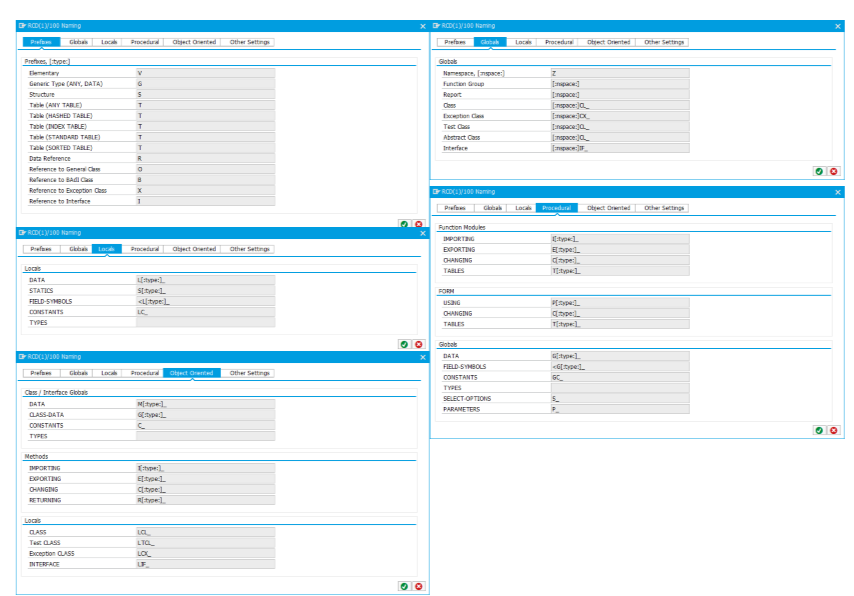 RCD(1)/100 Naming
Prefixes Globals Locals Procedural Object Oriented Other Settings
Prefixes, [:type:]
Elementary V
Generic Type (ANY, DATA) G
Structure S
Table (ANY TABLE) T
Table (HASHED TABLE) T
Table (INDEX TABLE) T
Table (STANDARD TABLE) T
Table (SORTED TABLE) T
Data Reference R
Reference to General Class O
Reference to BAdI Class B
Reference to Exception Class X
Reference to Interface I
RCD(1)/100 Naming
Prefixes Globals Locals Procedural Object Oriented Other Settings
Locals
DATA L[:type:]_
STATICS S[:type:]_
FIELD-SYMBOLS <L[:type:]_
CONSTANTS LC_
TYPES
RCD(1)/100 Naming
Prefixes Globals Locals Procedural Object Oriented Other Settings
Class / Interface Globals
DATA M[:type:]_
CLASS-DATA G[:type:]_
CONSTANTS C_
TYPES
Methods
IMPORTING I[:type:]_
EXPORTING E[:type:]_
CHANGING C[:type:]_
RETURNING R[:type:]_
Locals
CLASS LCL_
Test CLASS LTCL_
Exception CLASS LCX_
INTERFACE LIF_
RCD(1)/100 Naming
Prefixes Globals Locals Procedural Object Oriented Other Settings
Globals
Namespace, [:nspace:] Z
Function Group [:nspace:]
Report [:nspace:]
Class [:nspace:]CL_
Exception Class [:nspace:]CX_
Test Class [:nspace:]CL_
Abstract Class [:nspace:]CL_
Interface [:nspace:]IF_
RCD(1)/100 Naming
Prefixes Globals Locals Procedural Object Oriented Other Settings
Function Modules
IMPORTING I[:type:]_
EXPORTING E[:type:]_
CHANGING C[:type:]_
TABLES T[:type:]_
FORM
USING P[:type:]_
CHANGING C[:type:]_
TABLES T[:type:]_
Globals
DATA G[:type:]_
FIELD-SYMBOLS <G[:type:]_
CONSTANTS GC_
TYPES
SELECT-OPTIONS S_
PARAMETERS P_